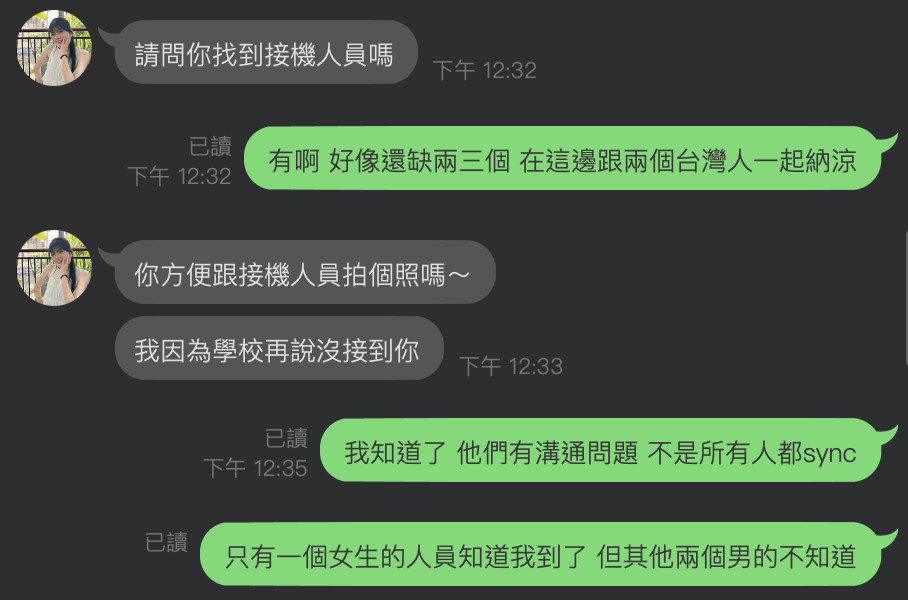 請問你找到接機人員嗎
下午 12:32
已讀
下午 12:32
有啊 好像還缺兩三個 在這邊跟兩個台灣人一起納涼
你方便跟接機人員拍個照嗎～
我因為學校再說沒接到你
下午 12:33
已讀
下午 12:35
我知道了 他們有溝通問題 不是所有人都sync
已讀
只有一個女生的人員知道我到了 但其他兩個男的不知道